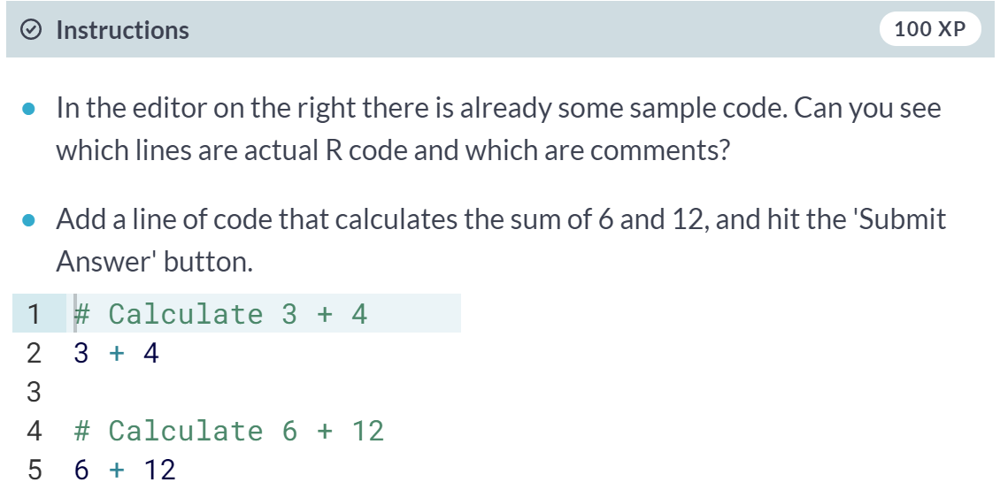 Instructions
100 XP
In the editor on the right there is already some sample code. Can you see
which lines are actual R code and which are comments?
Add a line of code that calculates the sum of 6 and 12, and hit the 'Submit
Answer' button.
1 # Calculate 3 + 4
2 3 + 4
3
4 # Calculate 6 + 12
5 6 + 12